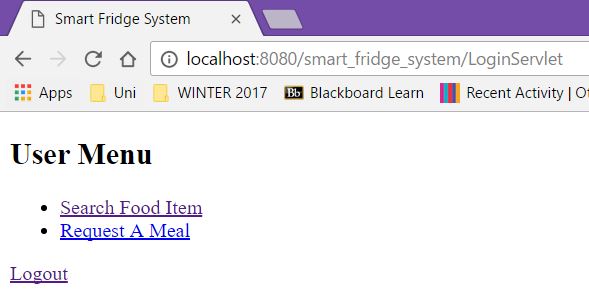 Smart Fridge System
localhost:8080/smart_fridge_system/LoginServlet
Apps Uni WINTER 2017 Bb Blackboard Learn Recent Activity | Of
User Menu
Search Food Item
Request A Meal
Logout